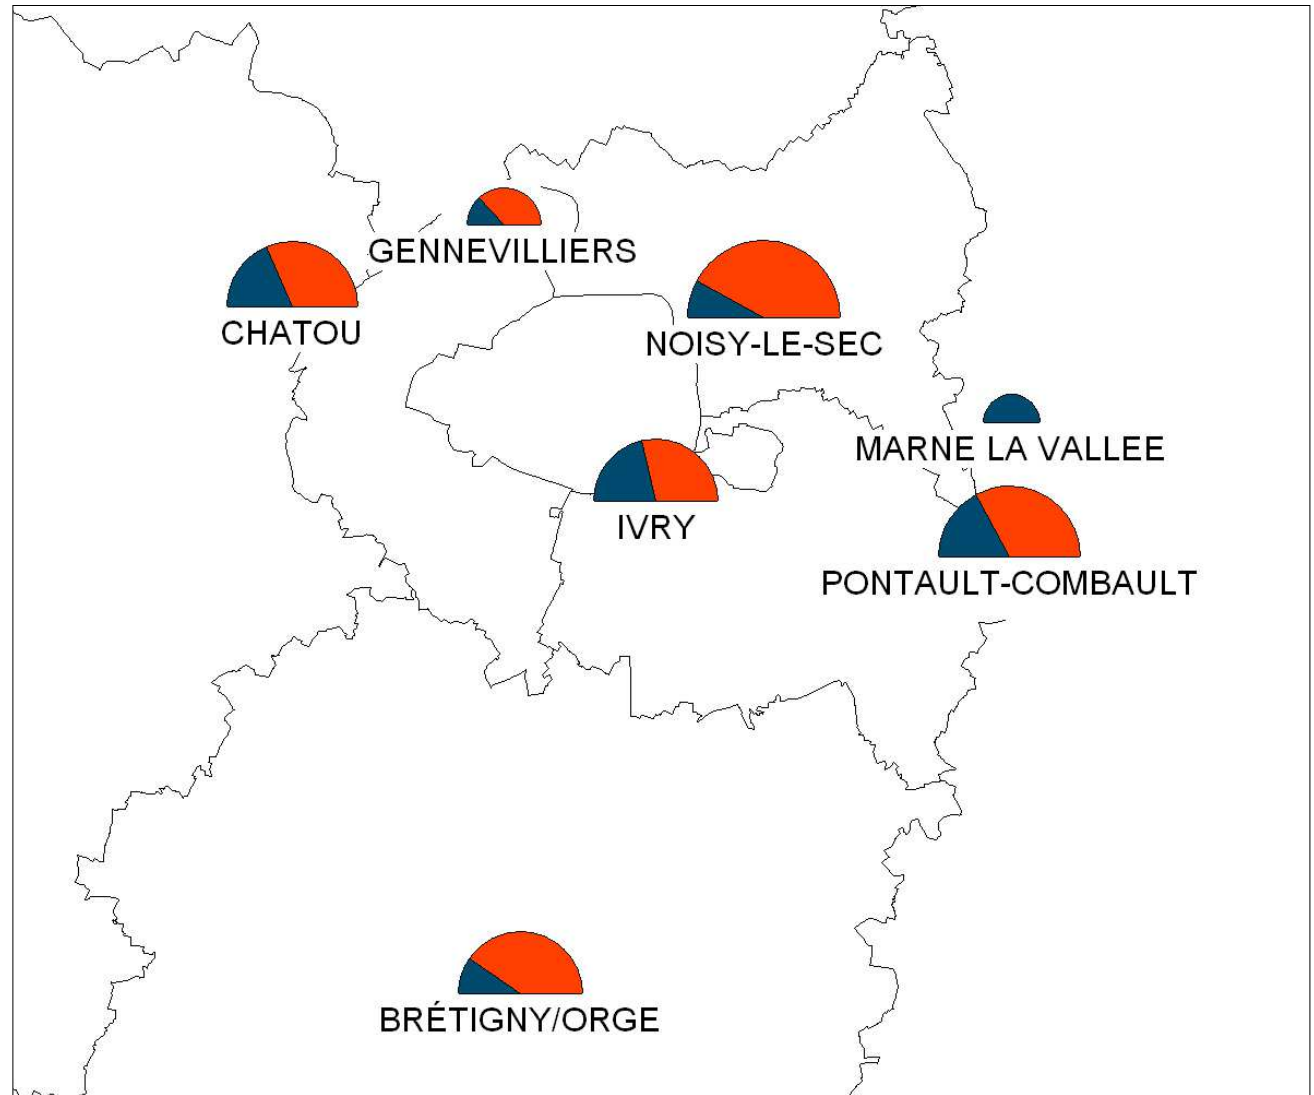 GENNEVILLIERS
CHATOU
NOISY-LE-SEC
MARNE LA VALLEE
IVRY
PONTAULT-COMBAULT
BRÉTIGNY/ORGE